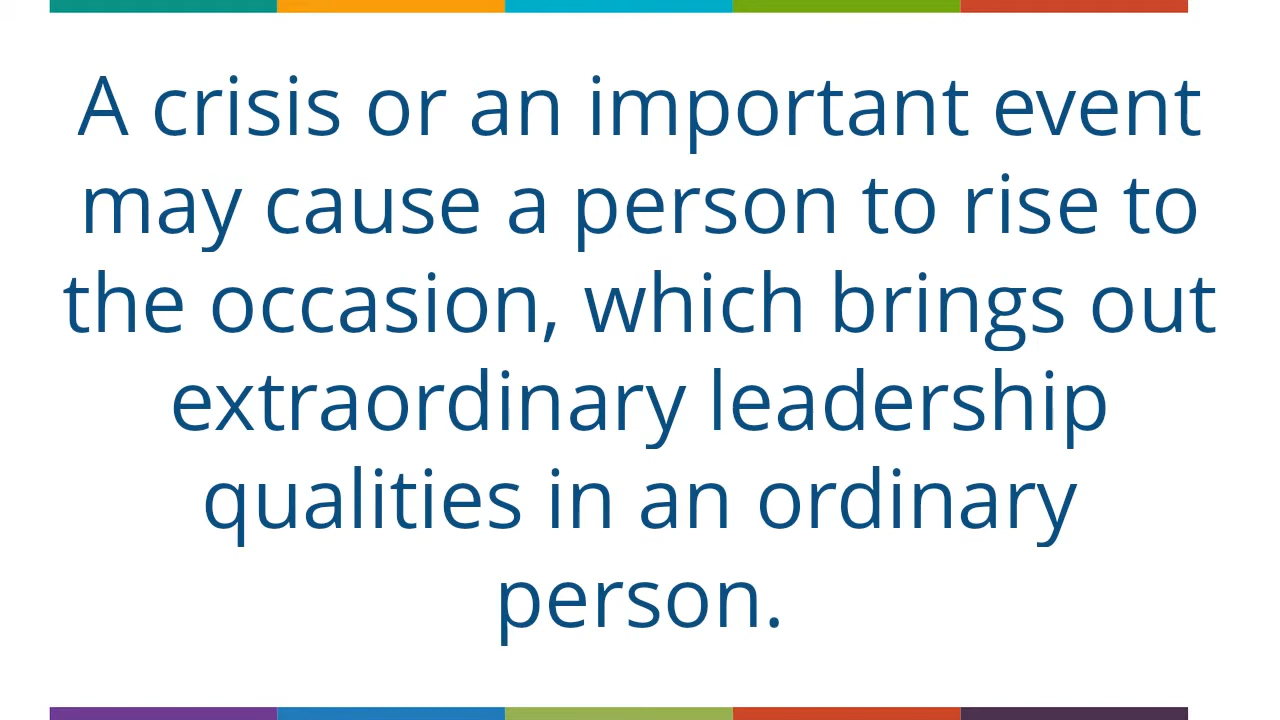 A crisis or an important event
may cause a person to rise to
the occasion, which brings out
extraordinary leadership
qualities in an ordinary
person.